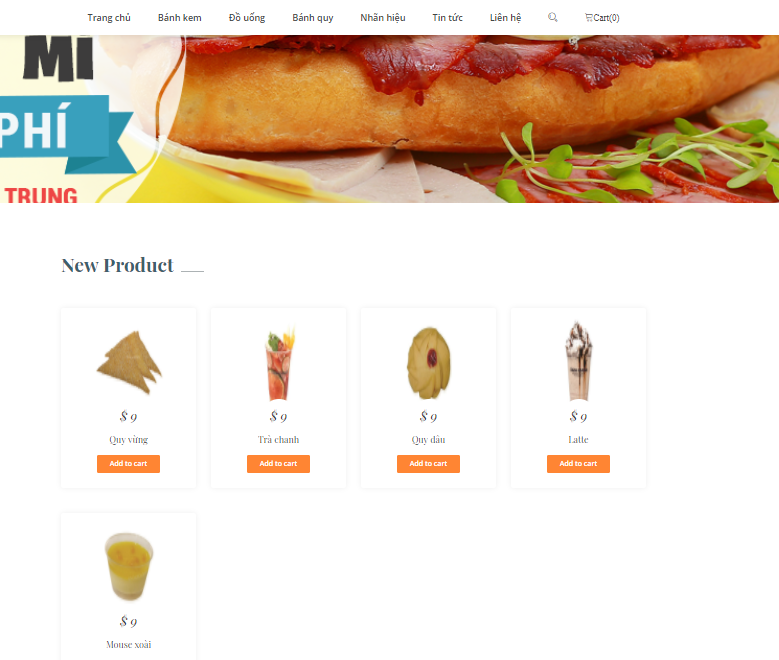 Trang chủ Bánh kem Đồ uống Bánh quy Nhãn hiệu Tin tức Liên hệ Cart(0)
MÌ
PHÍ
TRUNG
New Product
$ 9 $ 9 $ 9 $ 9
Quy vừng Trà chanh Quy dâu Latte
Add to cart Add to cart Add to cart Add to cart
$ 9
Mouse xoài